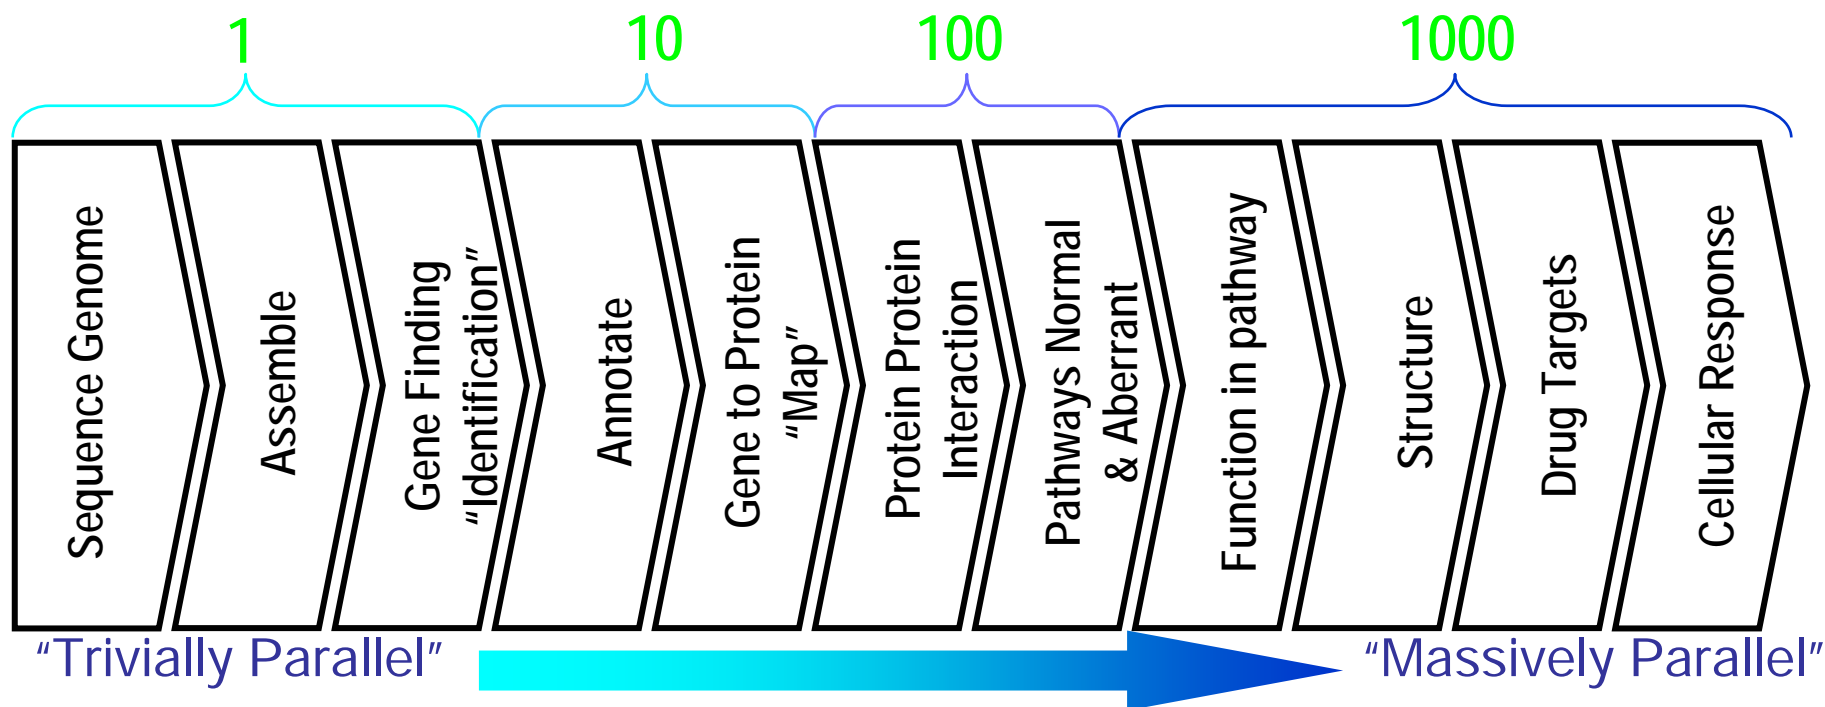 1
10
100
1000
Sequence Genome
Assemble
Gene Finding
“Identification”
Annotate
Gene to Protein
“Map”
Protein Protein
Interaction
Pathways Normal
& Aberrant
Function in pathway
Structure
Drug Targets
Cellular Response
“Trivially Parallel”
“Massively Parallel”